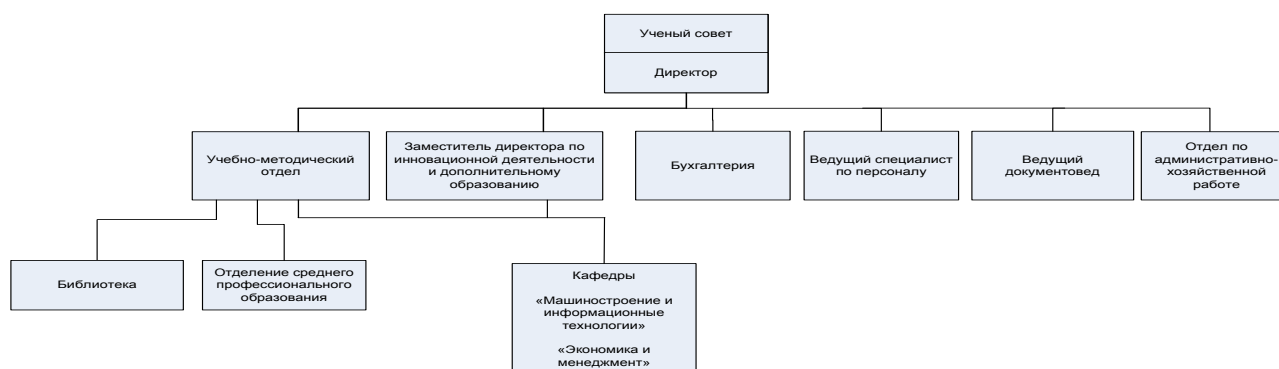 Ученый совет
Директор
Учебно-методический
отдел
Заместитель директора по
инновационной деятельности
и дополнительному
образованию
Бухгалтерия
Ведущий специалист
по персоналу
Ведущий
документовед
Отдел по
административно-
хозяйственной
работе
Библиотека
Отделение среднего
профессионального
образования
Кафедры
«Машиностроение и
информационные
технологии»
«Экономика и
менеджмент»